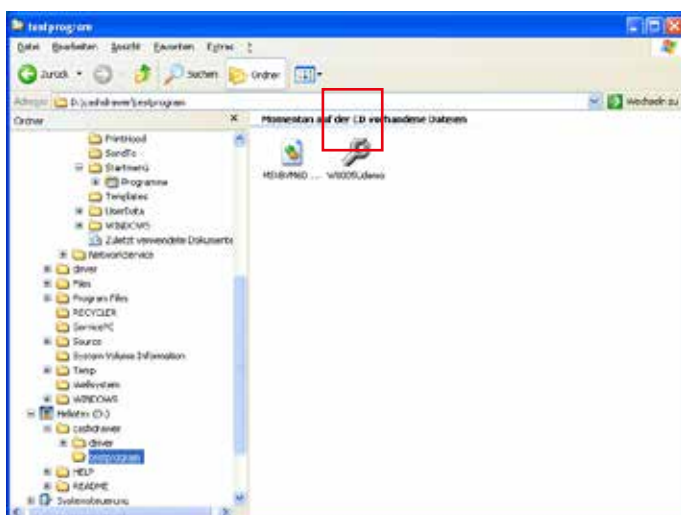 testprogram
Datei Bearbeiten Ansicht Favoriten Extras ?
Zurück Suchen Ordner
Adresse D:\cashdrawer\testprogram Wechseln zu
Ordner x Momentan auf der CD vorhandene Dateien
PrintHood
SendTo
Startmenü
Programme
Templates
UserData
WINDOWS
Zuletzt verwendete Dokumente
NetworkService
driver
Files
Program Files
RECYCLER
ServicePC
Source
System Volume Information
Temp
Wellsystem
WINDOWS
(D:)
cashdrawer
driver
testprogram
HELP
README
Systemsteuerung